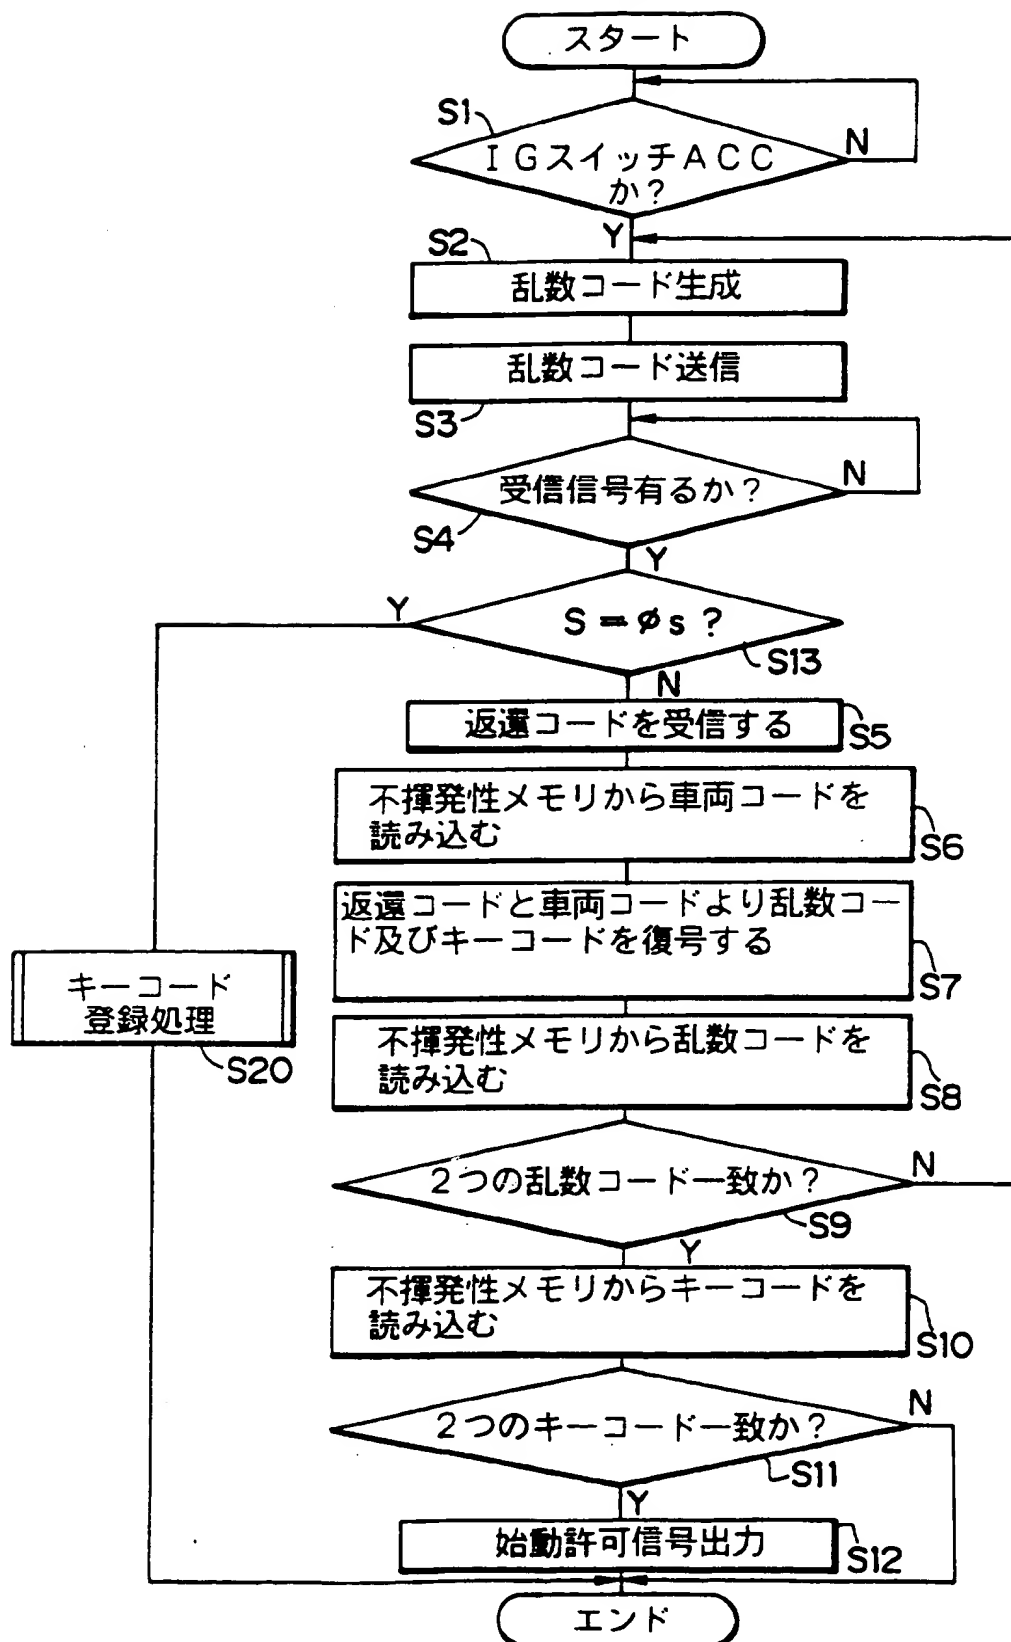 スタート
S1
IGスイッチACC
か?
N
Y
S2
乱数コード生成
乱数コード送信
S3
受信信号有るか?
N
S4
Y
S=φs?
Y
S13
N
返還コードを受信する
S5
不揮発性メモリから車両コードを
読み込む
S6
返還コードと車両コードより乱数コー
ド及びキーコードを復号する
S7
キーコード
登録処理
S20
不揮発性メモリから乱数コードを
読み込む
S8
2つの乱数コード一致か?
N
S9
Y
不揮発性メモリからキーコードを
読み込む
S10
2つのキーコード一致か?
N
S11
Y
始動許可信号出力
S12
エンド